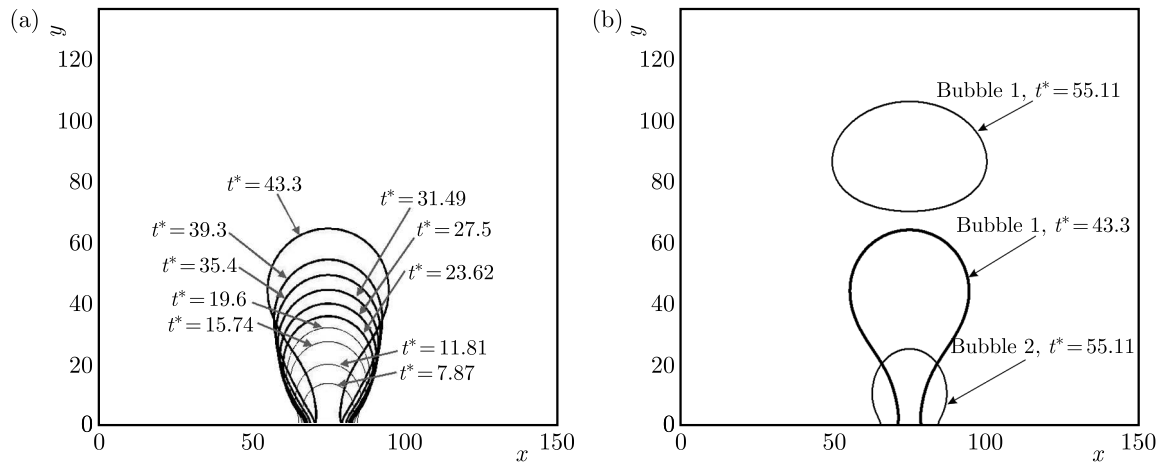 (a)
y
120
100
80
60
40
20
0
0
50
100
150
x
t*=43.3
t*=31.49
t*=39.3
t*=27.5
t*=35.4
t*=23.62
t*=19.6
t*=15.74
t*=11.81
t*=7.87
(b)
y
120
100
80
60
40
20
0
0
50
100
150
x
Bubble 1, t*=55.11
Bubble 1, t*=43.3
Bubble 2, t*=55.11